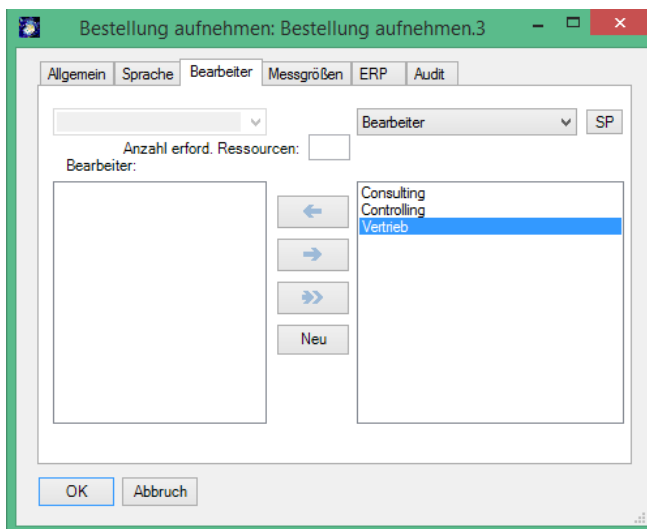 Bestellung aufnehmen: Bestellung aufnehmen.3
Allgemein Sprache Bearbeiter Messgrößen ERP Audit
Bearbeiter SP
Anzahl erford. Ressourcen:
Bearbeiter:
Consulting
Controlling
Vertrieb
Neu
OK Abbruch